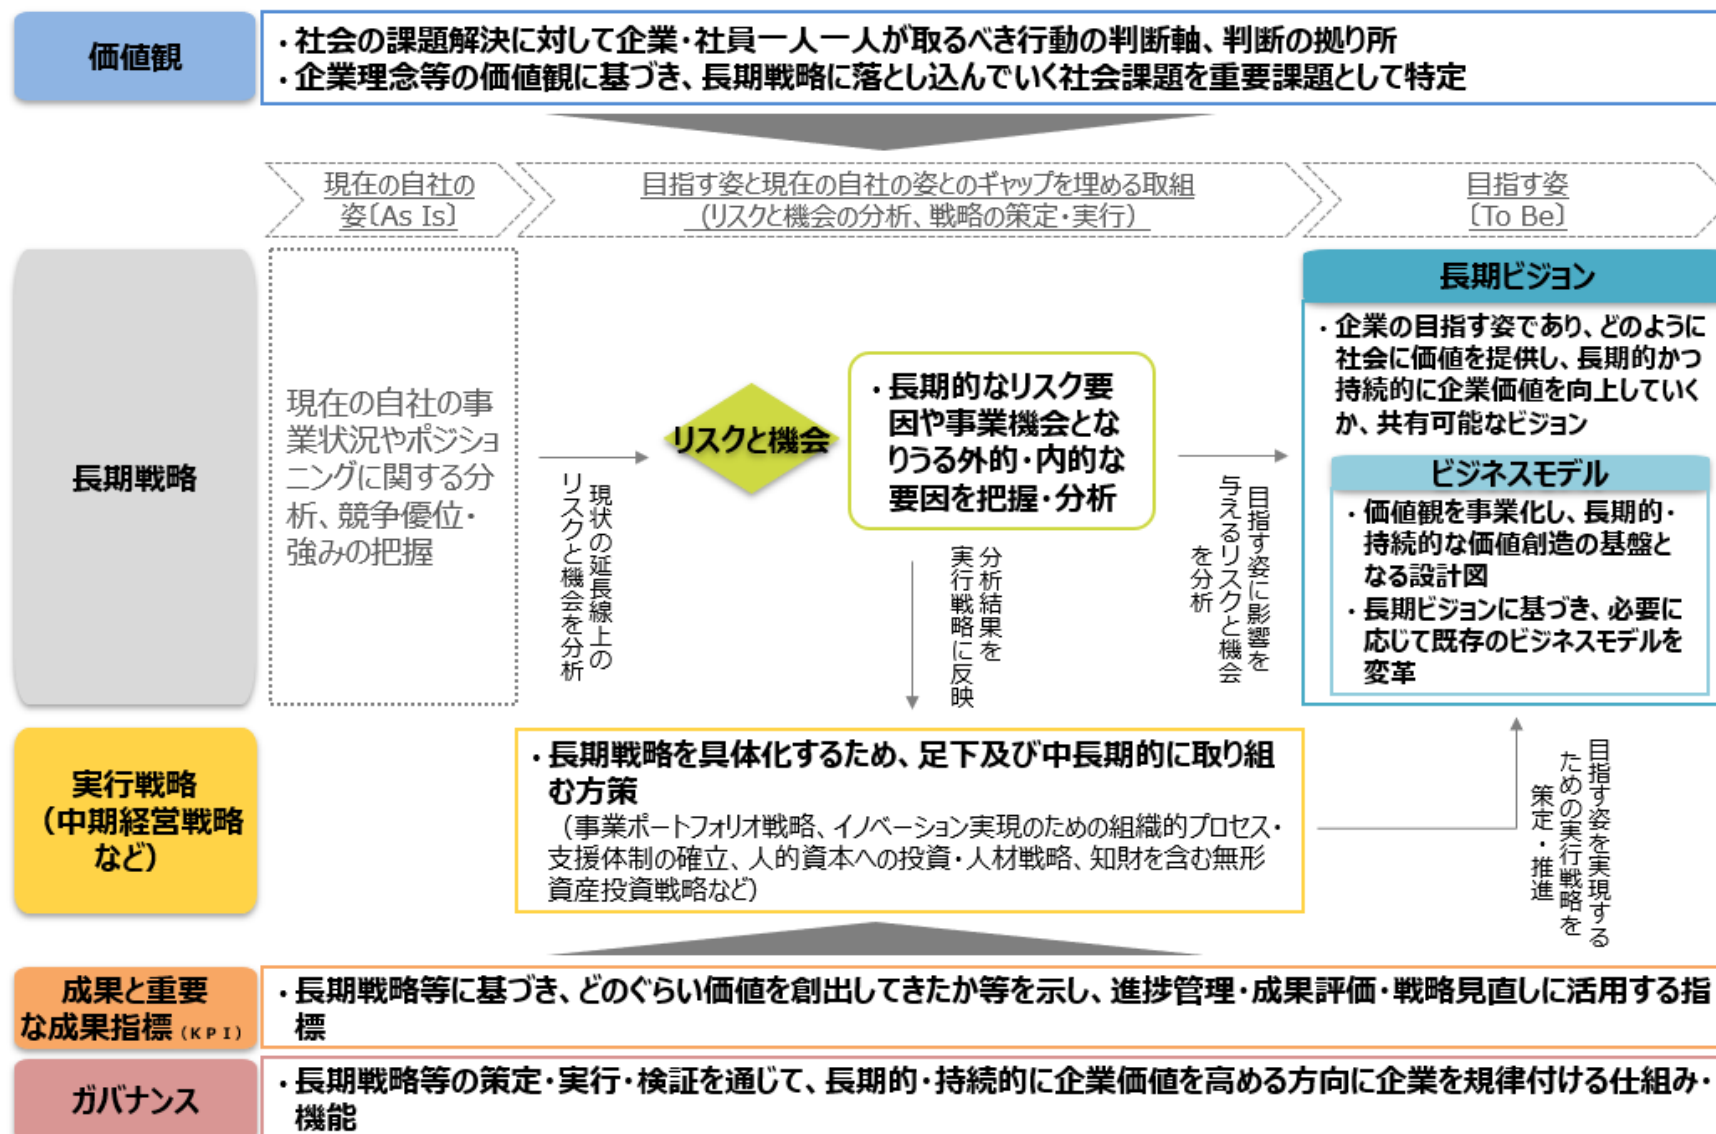 価値観
・社会の課題解決に対して企業・社員一人一人が取るべき行動の判断軸、判断の拠り所
・企業理念等の価値観に基づき、長期戦略に落とし込んでいく社会課題を重要課題として特定
現在の自社の
姿〔As Is〕
目指す姿と現在の自社の姿とのギャップを埋める取組
(リスクと機会の分析、戦略の策定・実行)
目指す姿
〔To Be〕
長期戦略
現在の自社の事
業状況やポジショ
ニングに関する分
析、競争優位・
強みの把握
現状の延長線上の
リスクと機会を分析
リスクと機会
・長期的なリスク要
因や事業機会とな
りうる外的・内的な
要因を把握・分析
分析結果を
実行戦略に反映
目指す姿に影響を
与えるリスクと機会
を分析
長期ビジョン
・企業の目指す姿であり、どのように
社会に価値を提供し、長期的かつ
持続的に企業価値を向上していく
か、共有可能なビジョン
ビジネスモデル
・価値観を事業化し、長期的・
持続的な価値創造の基盤と
なる設計図
・長期ビジョンに基づき、必要に
応じて既存のビジネスモデルを
変革
実行戦略
(中期経営戦略
など)
・長期戦略を具体化するため、足下及び中長期的に取り組
む方策
(事業ポートフォリオ戦略、イノベーション実現のための組織的プロセス・
支援体制の確立、人的資本への投資・人材戦略、知財を含む無形
資産投資戦略など)
目指す姿を実現する
ための実行戦略を
策定・推進
成果と重要
な成果指標(KPI)
・長期戦略等に基づき、どのぐらい価値を創出してきたか等を示し、進捗管理・成果評価・戦略見直しに活用する指
標
ガバナンス
・長期戦略等の策定・実行・検証を通じて、長期的・持続的に企業価値を高める方向に企業を規律付ける仕組み・
機能